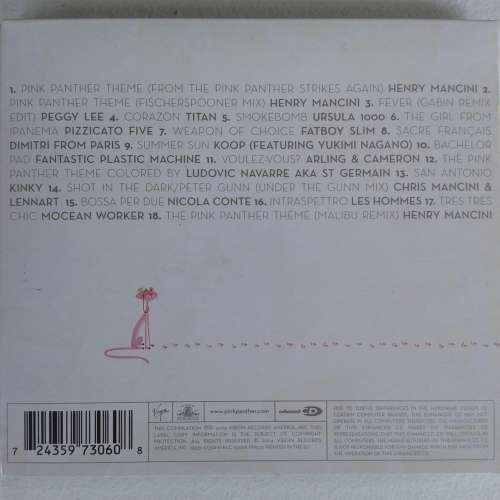 1. PINK PANTHER THEME (FROM THE PINK PANTHER STRIKES AGAIN) HENRY MANCINI 2.
PINK PANTHER THEME (FISCHERSPOONER MIX) HENRY MANCINI 3. FEVER (GABIN REMIX
EDIT) PEGGY LEE 4. CORAZON TITAN 5. SMOKEBOMB URSULA 1000 6. THE GIRL FROM
IPANEMA PIZZICATO FIVE 7. WEAPON OF CHOICE FATBOY SLIM 8. SACRE FRANÇAIS
DIMITRI FROM PARIS 9. SUMMER SUN KOOP (FEATURING YUKIMI NAGANO) 10. BACHELOR
PAD FANTASTIC PLASTIC MACHINE 11. VOULEZ-VOUS? ARLING & CAMERON 12. THE PINK
PANTHER THEME COLORED BY LUDOVIC NAVARRE AKA ST GERMAIN 13. SAN ANTONIO
KINKY 14. SHOT IN THE DARK/PETER GUNN (UNDER THE GUNN MIX) CHRIS MANCINI &
LENNART 15. BOSSA PER DUE NICOLA CONTE 16. INTRASPETTRO LES HOMMES 17. TRES TRES
CHIC MOCEAN WORKER 18. THE PINK PANTHER THEME (MALIBU REMIX) HENRY MANCINI
Virgin
www.pinkpanther.com
enhanced CD
7 24359 73060 8